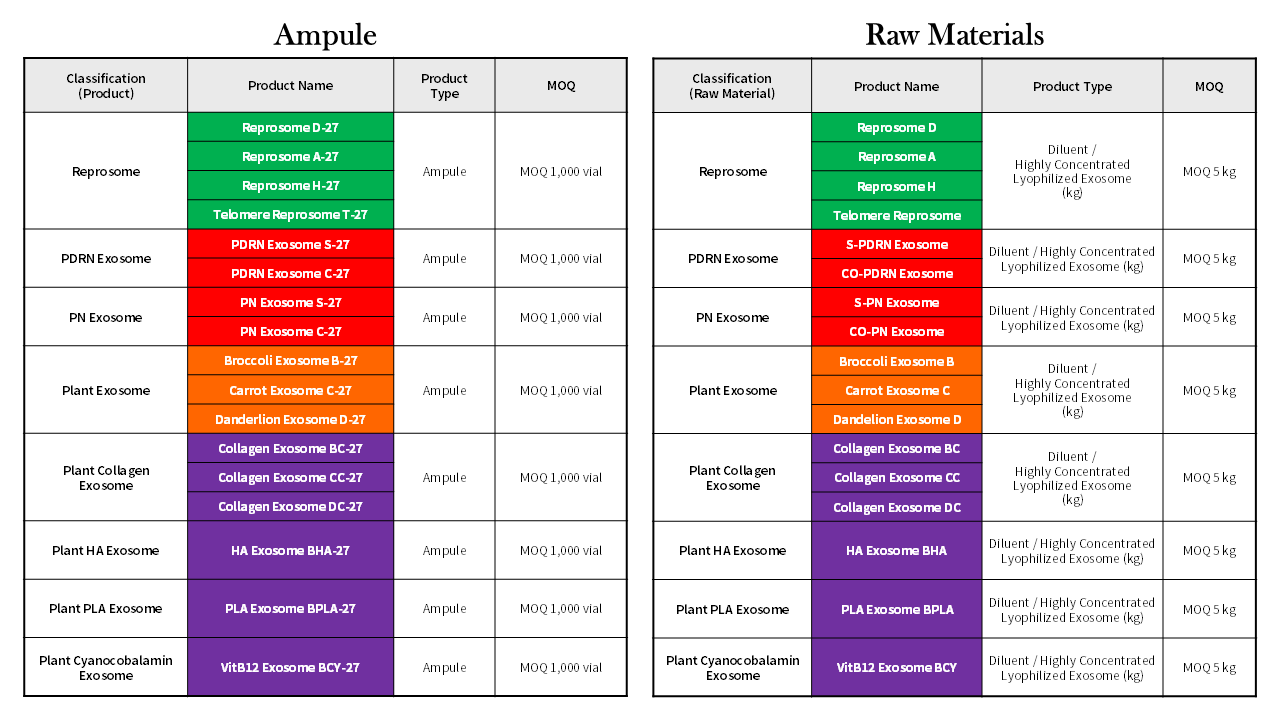 Ampule
Classification
(Product)
Product Name
Product
Type
MOQ
Reprosome
Reprosome D-27
Reprosome A-27
Reprosome H-27
Telomere Reprosome T-27
Ampule
MOQ 1,000 vial
PDRN Exosome
PDRN Exosome S-27
PDRN Exosome C-27
Ampule
MOQ 1,000 vial
PN Exosome
PN Exosome S-27
PN Exosome C-27
Ampule
MOQ 1,000 vial
Plant Exosome
Broccoli Exosome B-27
Carrot Exosome C-27
Danderlion Exosome D-27
Ampule
MOQ 1,000 vial
Plant Collagen
Exosome
Collagen Exosome BC-27
Collagen Exosome CC-27
Collagen Exosome DC-27
Ampule
MOQ 1,000 vial
Plant HA Exosome
HA Exosome BHA-27
Ampule
MOQ 1,000 vial
Plant PLA Exosome
PLA Exosome BPLA-27
Ampule
MOQ 1,000 vial
Plant Cyanocobalamin
Exosome
VitB12 Exosome BCY-27
Ampule
MOQ 1,000 vial
Raw Materials
Classification
(Raw Material)
Product Name
Product Type
MOQ
Reprosome
Reprosome D
Reprosome A
Reprosome H
Telomere Reprosome
Diluent /
Highly Concentrated
Lyophilized Exosome
(kg)
MOQ 5 kg
PDRN Exosome
S-PDRN Exosome
CO-PDRN Exosome
Diluent / Highly Concentrated
Lyophilized Exosome (kg)
MOQ 5 kg
PN Exosome
S-PN Exosome
CO-PN Exosome
Diluent / Highly Concentrated
Lyophilized Exosome (kg)
MOQ 5 kg
Plant Exosome
Broccoli Exosome B
Carrot Exosome C
Dandelion Exosome D
Diluent /
Highly Concentrated
Lyophilized Exosome
(kg)
MOQ 5 kg
Plant Collagen
Exosome
Collagen Exosome BC
Collagen Exosome CC
Collagen Exosome DC
Diluent /
Highly Concentrated
Lyophilized Exosome
(kg)
MOQ 5 kg
Plant HA Exosome
HA Exosome BHA
Diluent / Highly Concentrated
Lyophilized Exosome (kg)
MOQ 5 kg
Plant PLA Exosome
PLA Exosome BPLA
Diluent / Highly Concentrated
Lyophilized Exosome (kg)
MOQ 5 kg
Plant Cyanocobalamin
Exosome
VitB12 Exosome BCY
Diluent / Highly Concentrated
Lyophilized Exosome (kg)
MOQ 5 kg